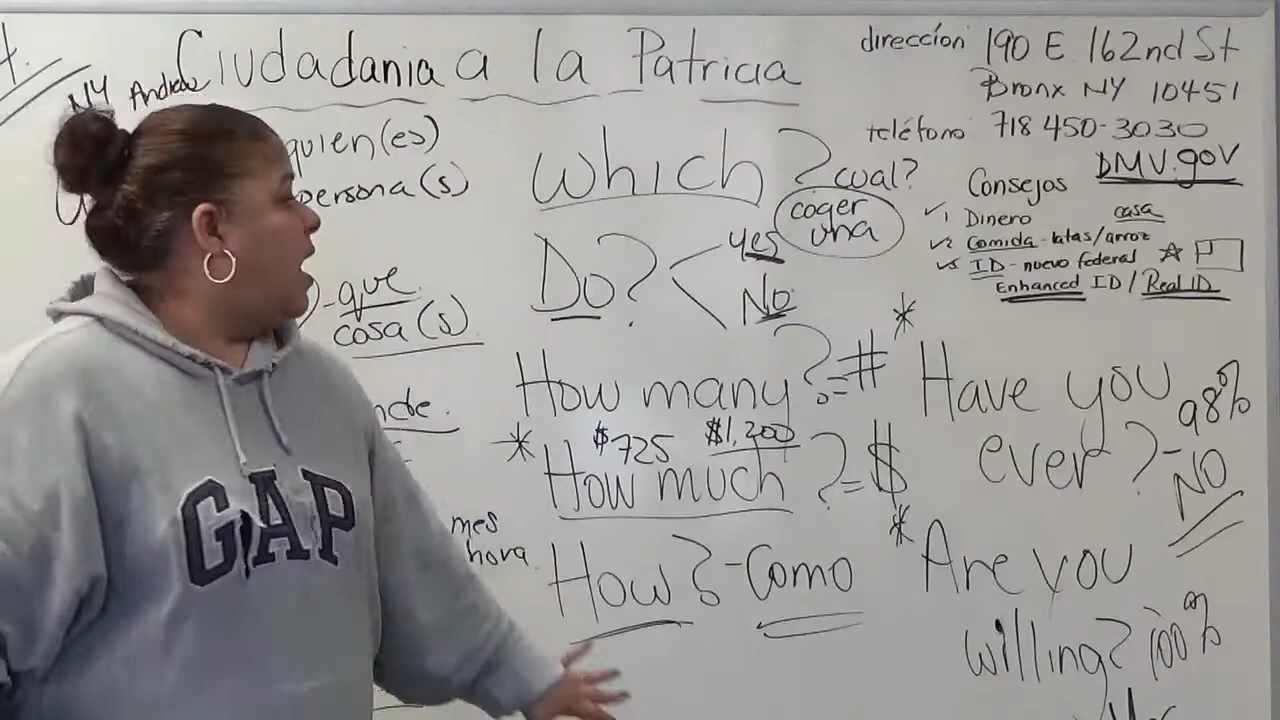 Ciudadania a la Patricia
NY Andrea
dirección 190 E 162nd St
Bronx NY 10451
teléfono 718 450-3030
DMV.gov
quien(es)
persona(s)
-que
cosa(s)
nde.
mes
hora
Which? cual?
coger una
Do? yes
No
How many? = #
$725 $1,200
* How much? = $
How? - Como
Consejos
✓1 Dinero casa
✓2 Comida - latas/arroz
✓3 ID - nuevo federal ☆
Enhanced ID / Real ID
* Have you
ever? - 98%
NO
* Are you
willing? 100%
Yes
GAP